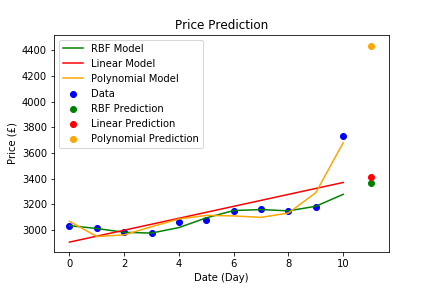 Price Prediction
4400
4200
4000
3800
3600
3400
3200
3000
Price (£)
RBF Model
Linear Model
Polynomial Model
Data
RBF Prediction
Linear Prediction
Polynomial Prediction
0 2 4 6 8 10
Date (Day)